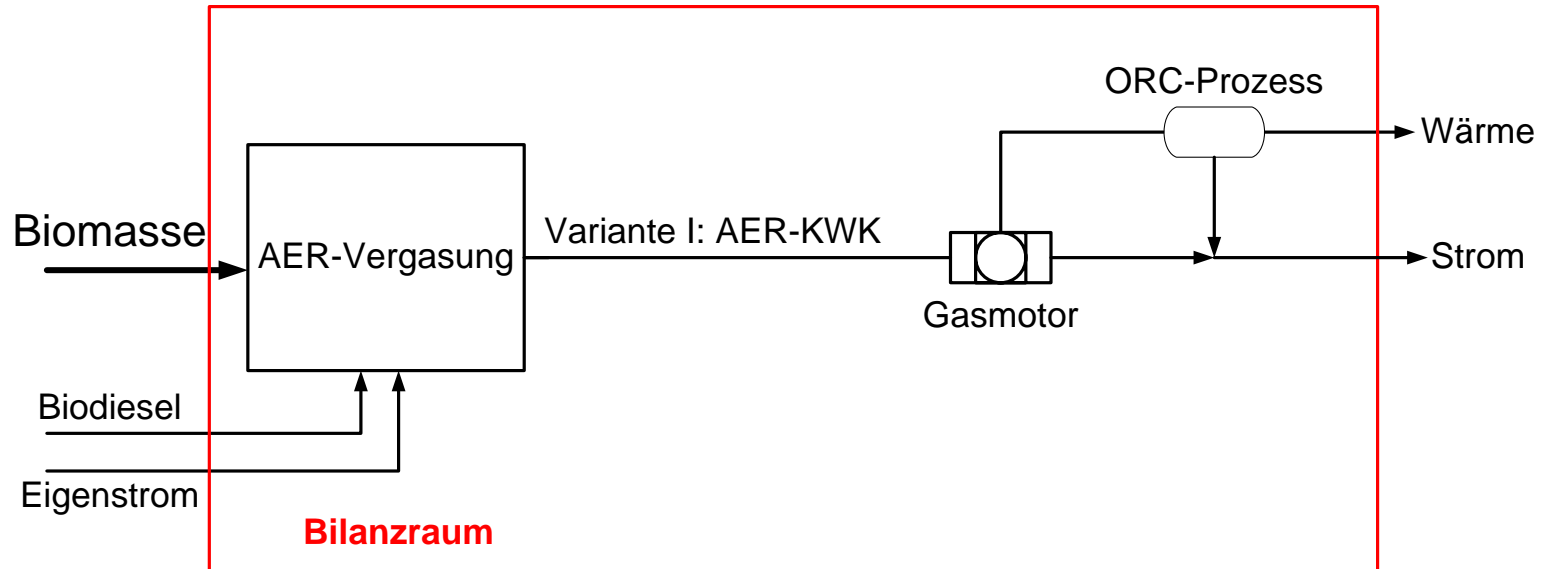 ORC-Prozess
Wärme
Biomasse
AER-Vergasung
Variante I: AER-KWK
Strom
Gasmotor
Biodiesel
Eigenstrom
Bilanzraum